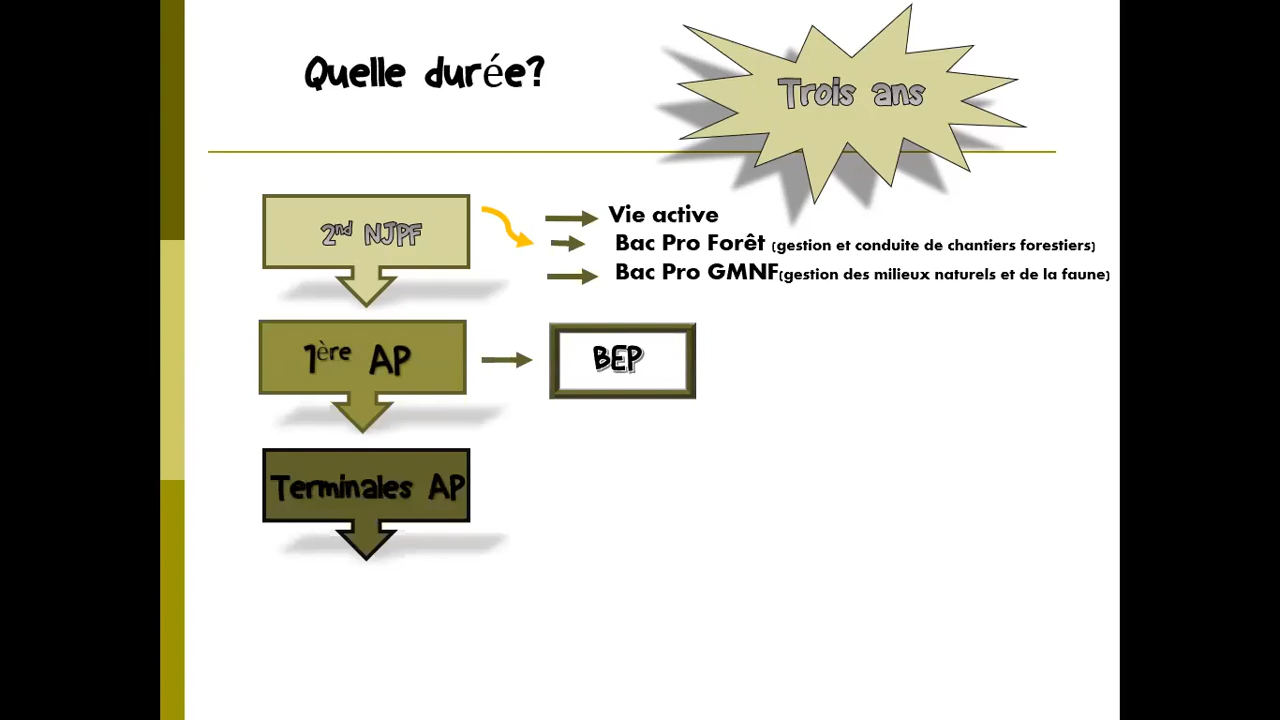 Quelle durée?
Trois ans
2nd NJPF
Vie active
Bac Pro Forêt (gestion et conduite de chantiers forestiers)
Bac Pro GMNF(gestion des milieux naturels et de la faune)
1ère AP
BEP
Terminales AP